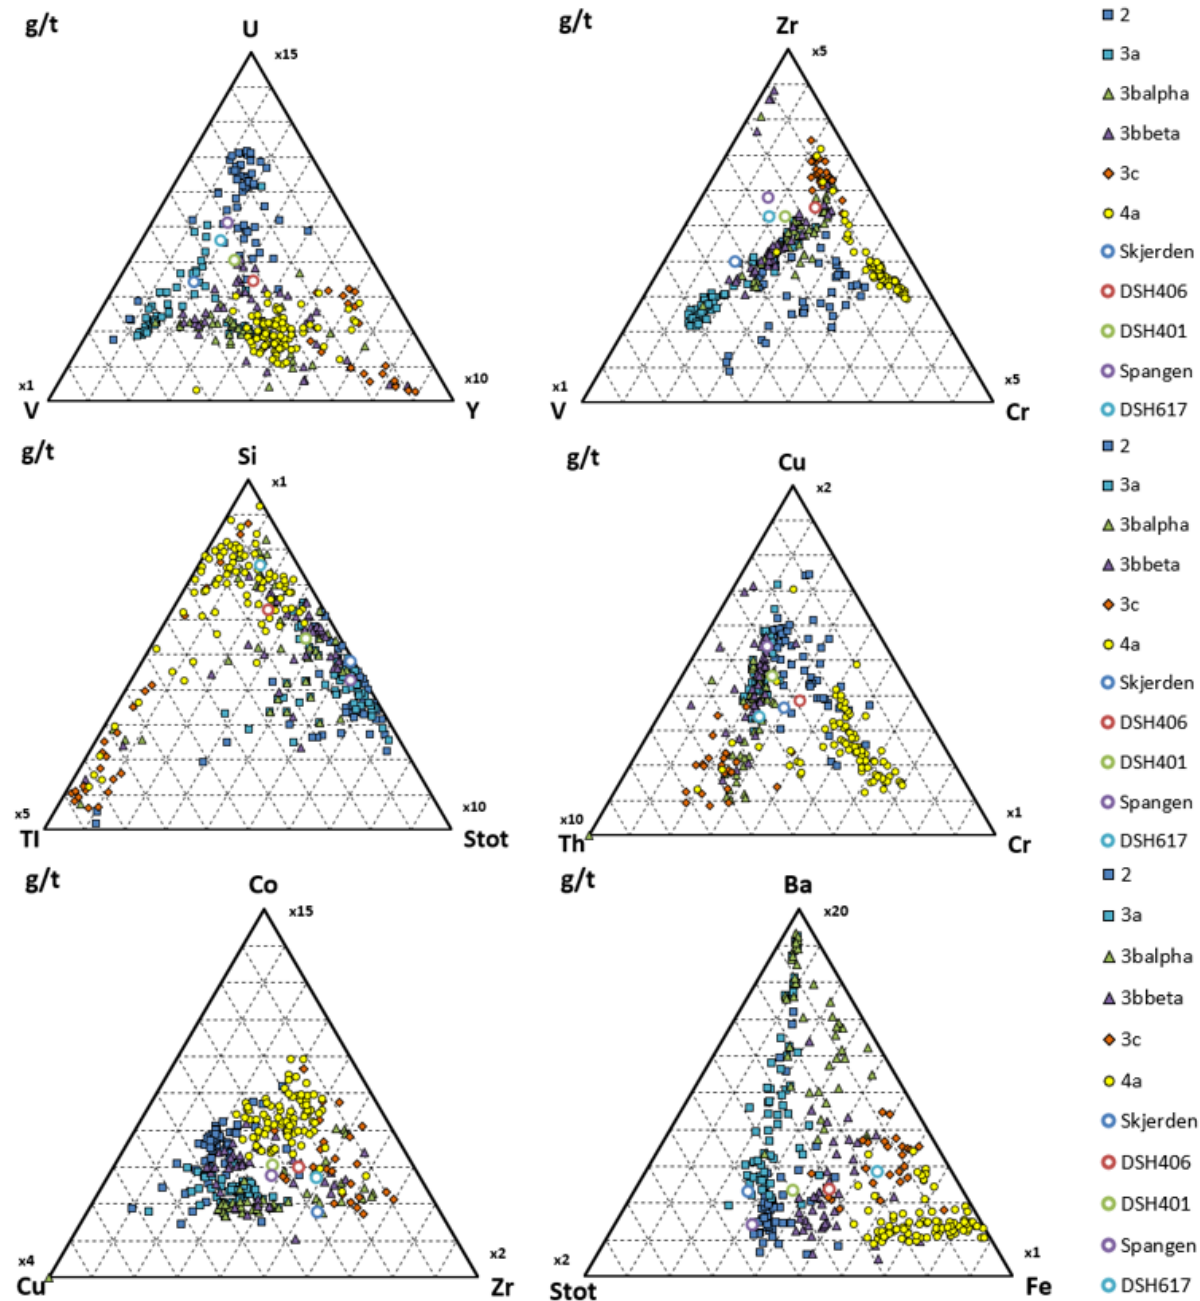 g/t
U
x15
x1
V
x10
Y
g/t
Zr
x5
x1
V
x5
Cr
g/t
Si
x1
x5
TI
x10
Stot
g/t
Cu
x2
x10
Th
x1
Cr
g/t
Co
x15
x4
Cu
x2
Zr
g/t
Ba
x20
x2
Stot
x1
Fe
2
3a
3balpha
3bbeta
3c
4a
Skjerden
DSH406
DSH401
Spangen
DSH617
2
3a
3balpha
3bbeta
3c
4a
Skjerden
DSH406
DSH401
Spangen
DSH617
2
3a
3balpha
3bbeta
3c
4a
Skjerden
DSH406
DSH401
Spangen
DSH617